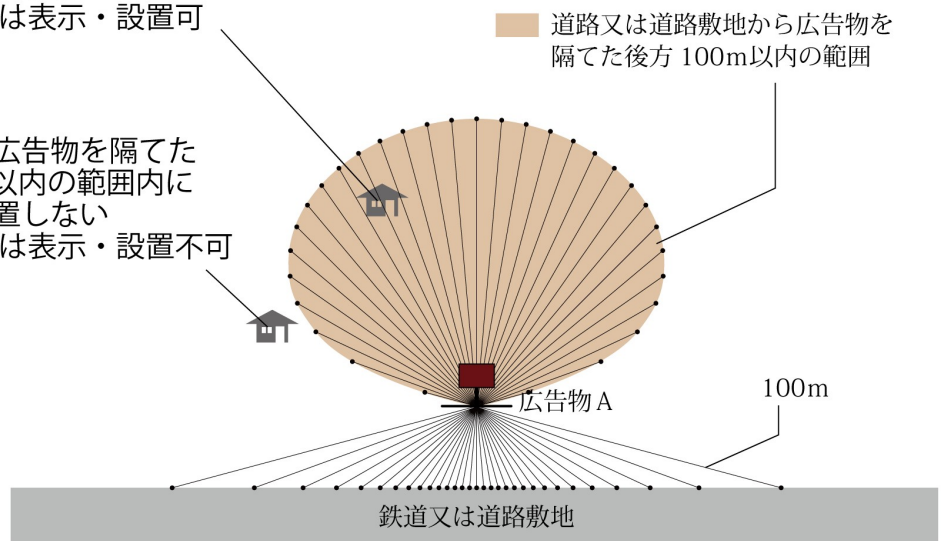 は表示・設置可
道路又は道路敷地から広告物を
隔てた後方 100m以内の範囲
広告物を隔てた
以内の範囲内に
置しない
は表示・設置不可
広告物A
100m
鉄道又は道路敷地